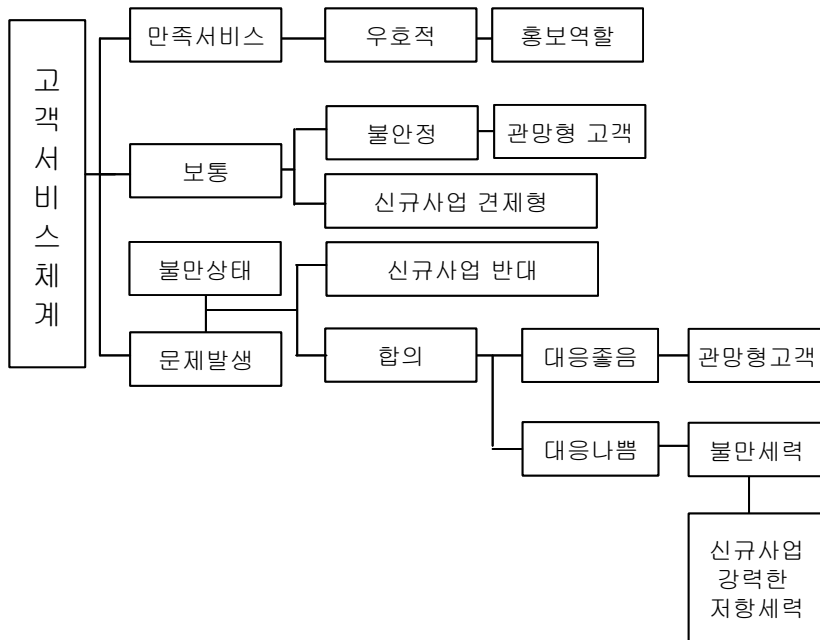 고객서비스체계
만족서비스
우호적
홍보역할
보통
불안정
관망형 고객
신규사업 견제형
불만상태
신규사업 반대
문제발생
합의
대응좋음
관망형고객
대응나쁨
불만세력
신규사업
강력한
저항세력